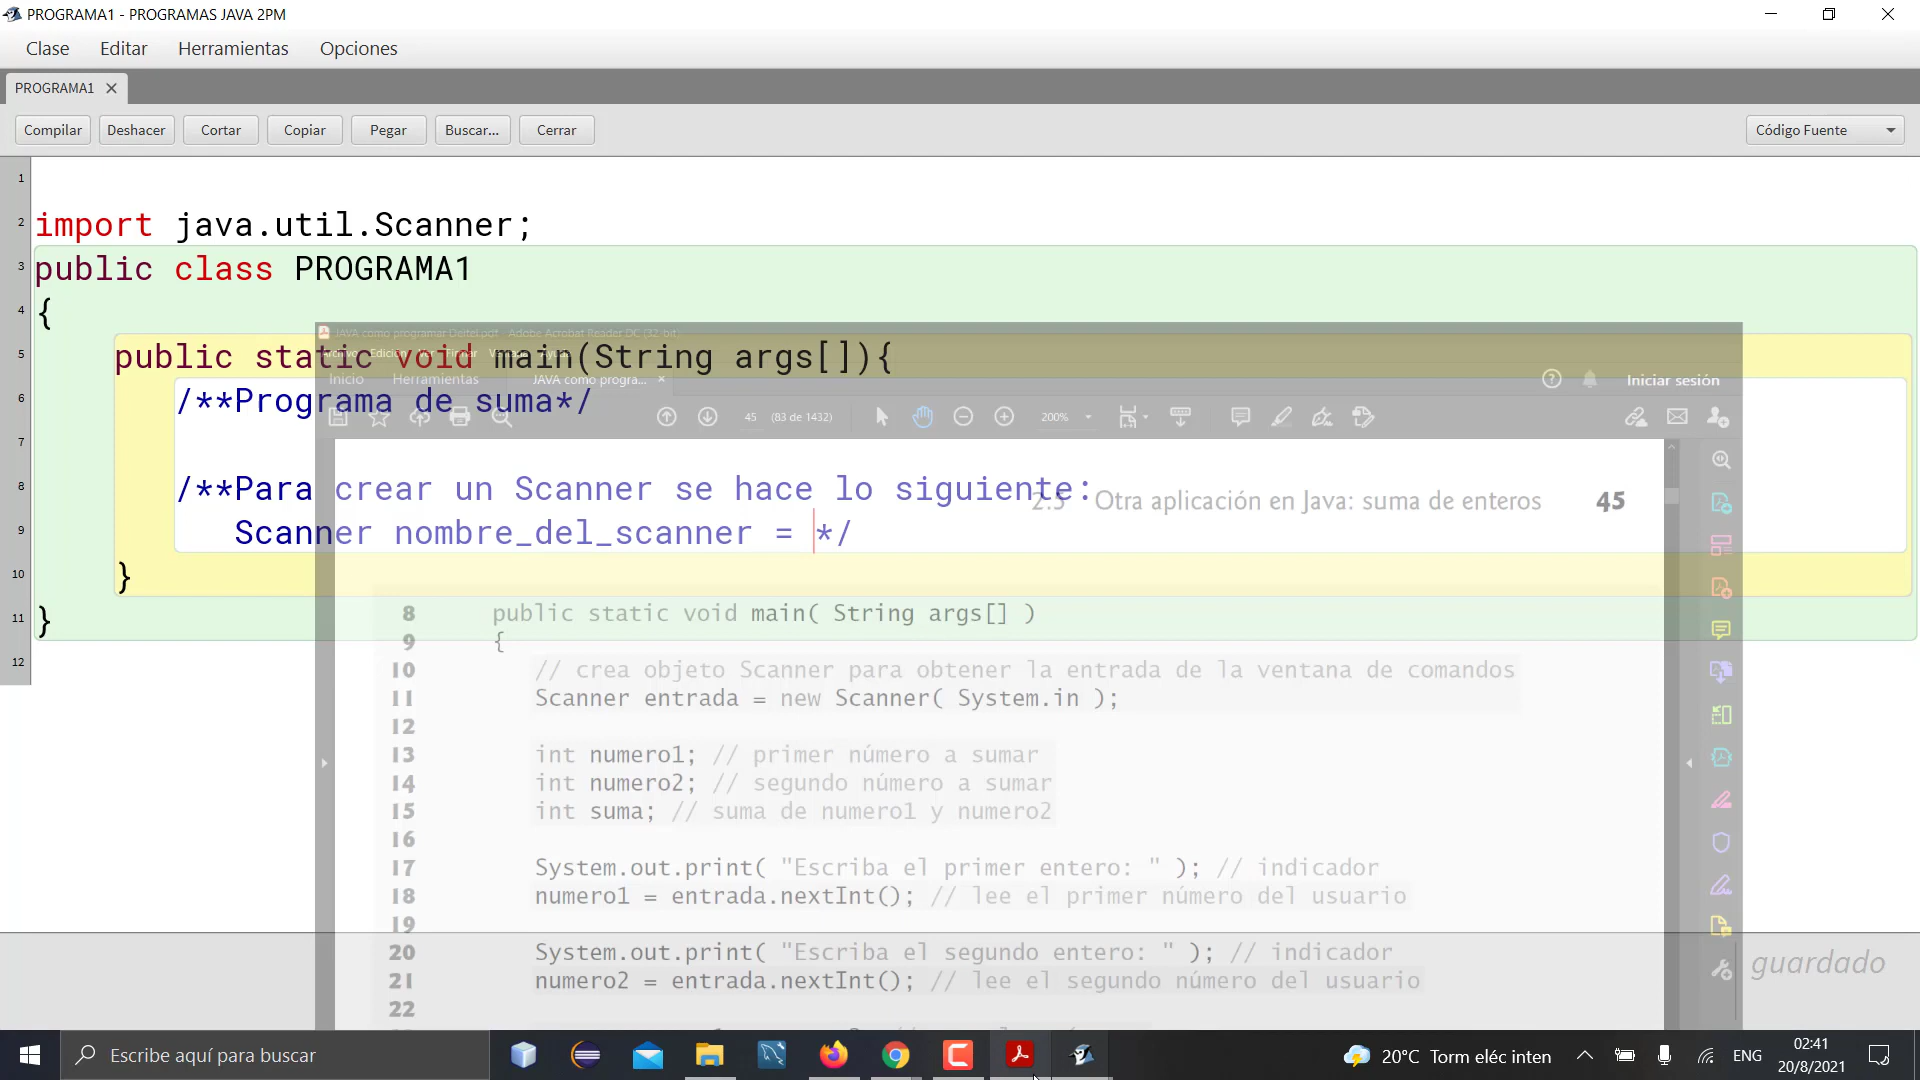 PROGRAMA1 - PROGRAMAS JAVA 2PM
Clase Editar Herramientas Opciones
PROGRAMA1
Compilar Deshacer Cortar Copiar Pegar Buscar... Cerrar Código Fuente
1
2 import java.util.Scanner;
3 public class PROGRAMA1
4 {
JAVA como programar Deitel.pdf - Adobe Acrobat Reader DC (32-bit
5 public static void main(String args[]){
Archivo Edición Ver Firmar Ventana Ayuda
Inicio Herramientas JAVA como progra... Iniciar sesión
6 /**Programa de suma*/
45 (83 de 1432) 200%
7
8 /**Para crear un Scanner se hace lo siguiente:
2.5 Otra aplicación en Java: suma de enteros 45
9 Scanner nombre_del_scanner = */
10 }
11 }
12
8 public static void main( String args[] )
9 {
10 // crea objeto Scanner para obtener la entrada de la ventana de comandos
11 Scanner entrada = new Scanner( System.in );
12
13 int numero1; // primer número a sumar
14 int numero2; // segundo número a sumar
15 int suma; // suma de numero1 y numero2
16
17 System.out.print( "Escriba el primer entero: " ); // indicador
18 numero1 = entrada.nextInt(); // lee el primer número del usuario
19
20 System.out.print( "Escriba el segundo entero: " ); // indicador
21 numero2 = entrada.nextInt(); // lee el segundo número del usuario
22
guardado
Escribe aquí para buscar
20°C Torm eléc inten
ENG
02:41
20/8/2021